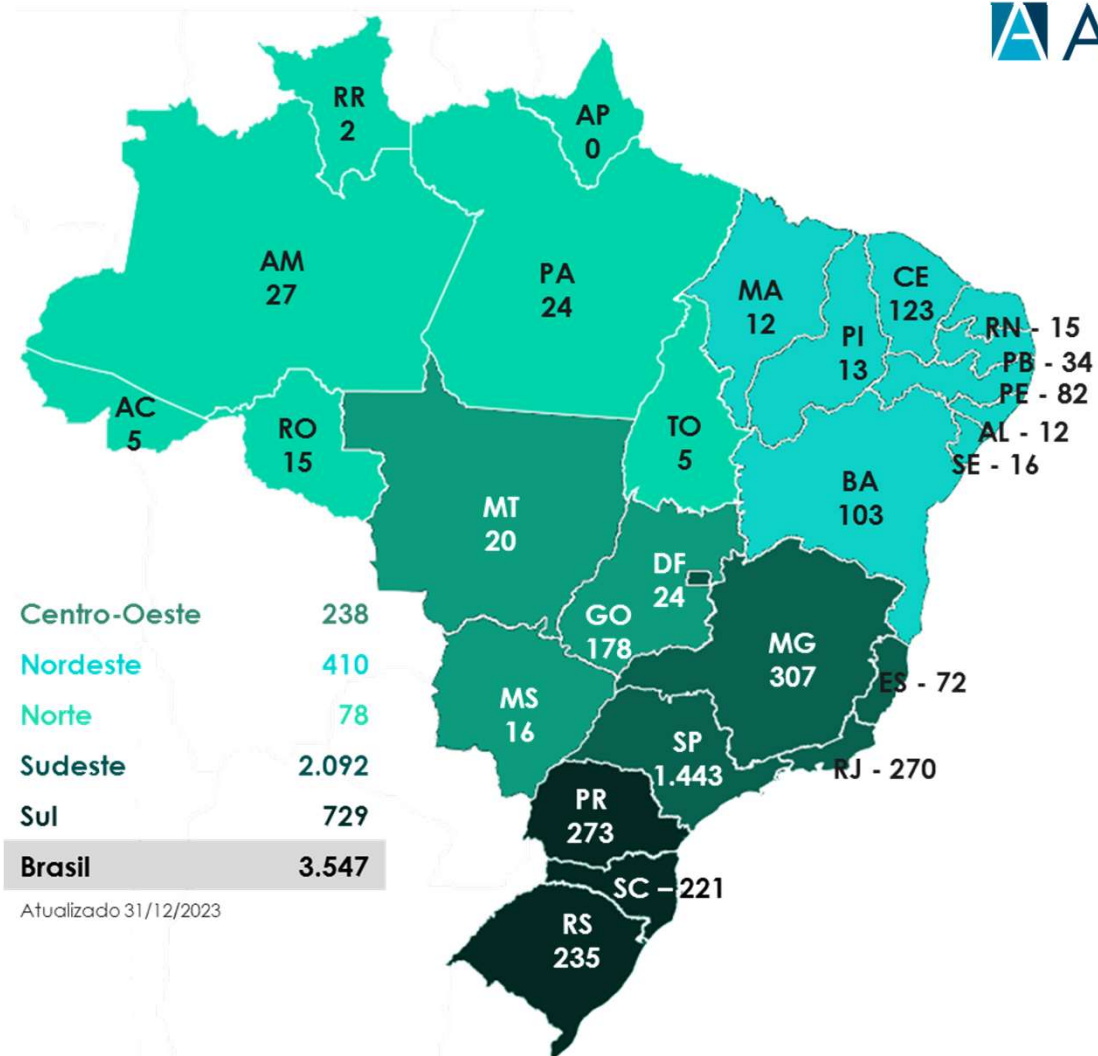 A A
RR
2
AP
0
AM
27
PA
24
MA
12
CE
123
PI
13
RN - 15
PB - 34
PE - 82
AL - 12
SE - 16
AC
5
RO
15
TO
5
BA
103
MT
20
DF
24
GO
178
MG
307
ES - 72
MS
16
SP
1.443
RJ - 270
PR
273
SC – 221
RS
235
Centro-Oeste 238
Nordeste 410
Norte 78
Sudeste 2.092
Sul 729
Brasil 3.547
Atualizado 31/12/2023